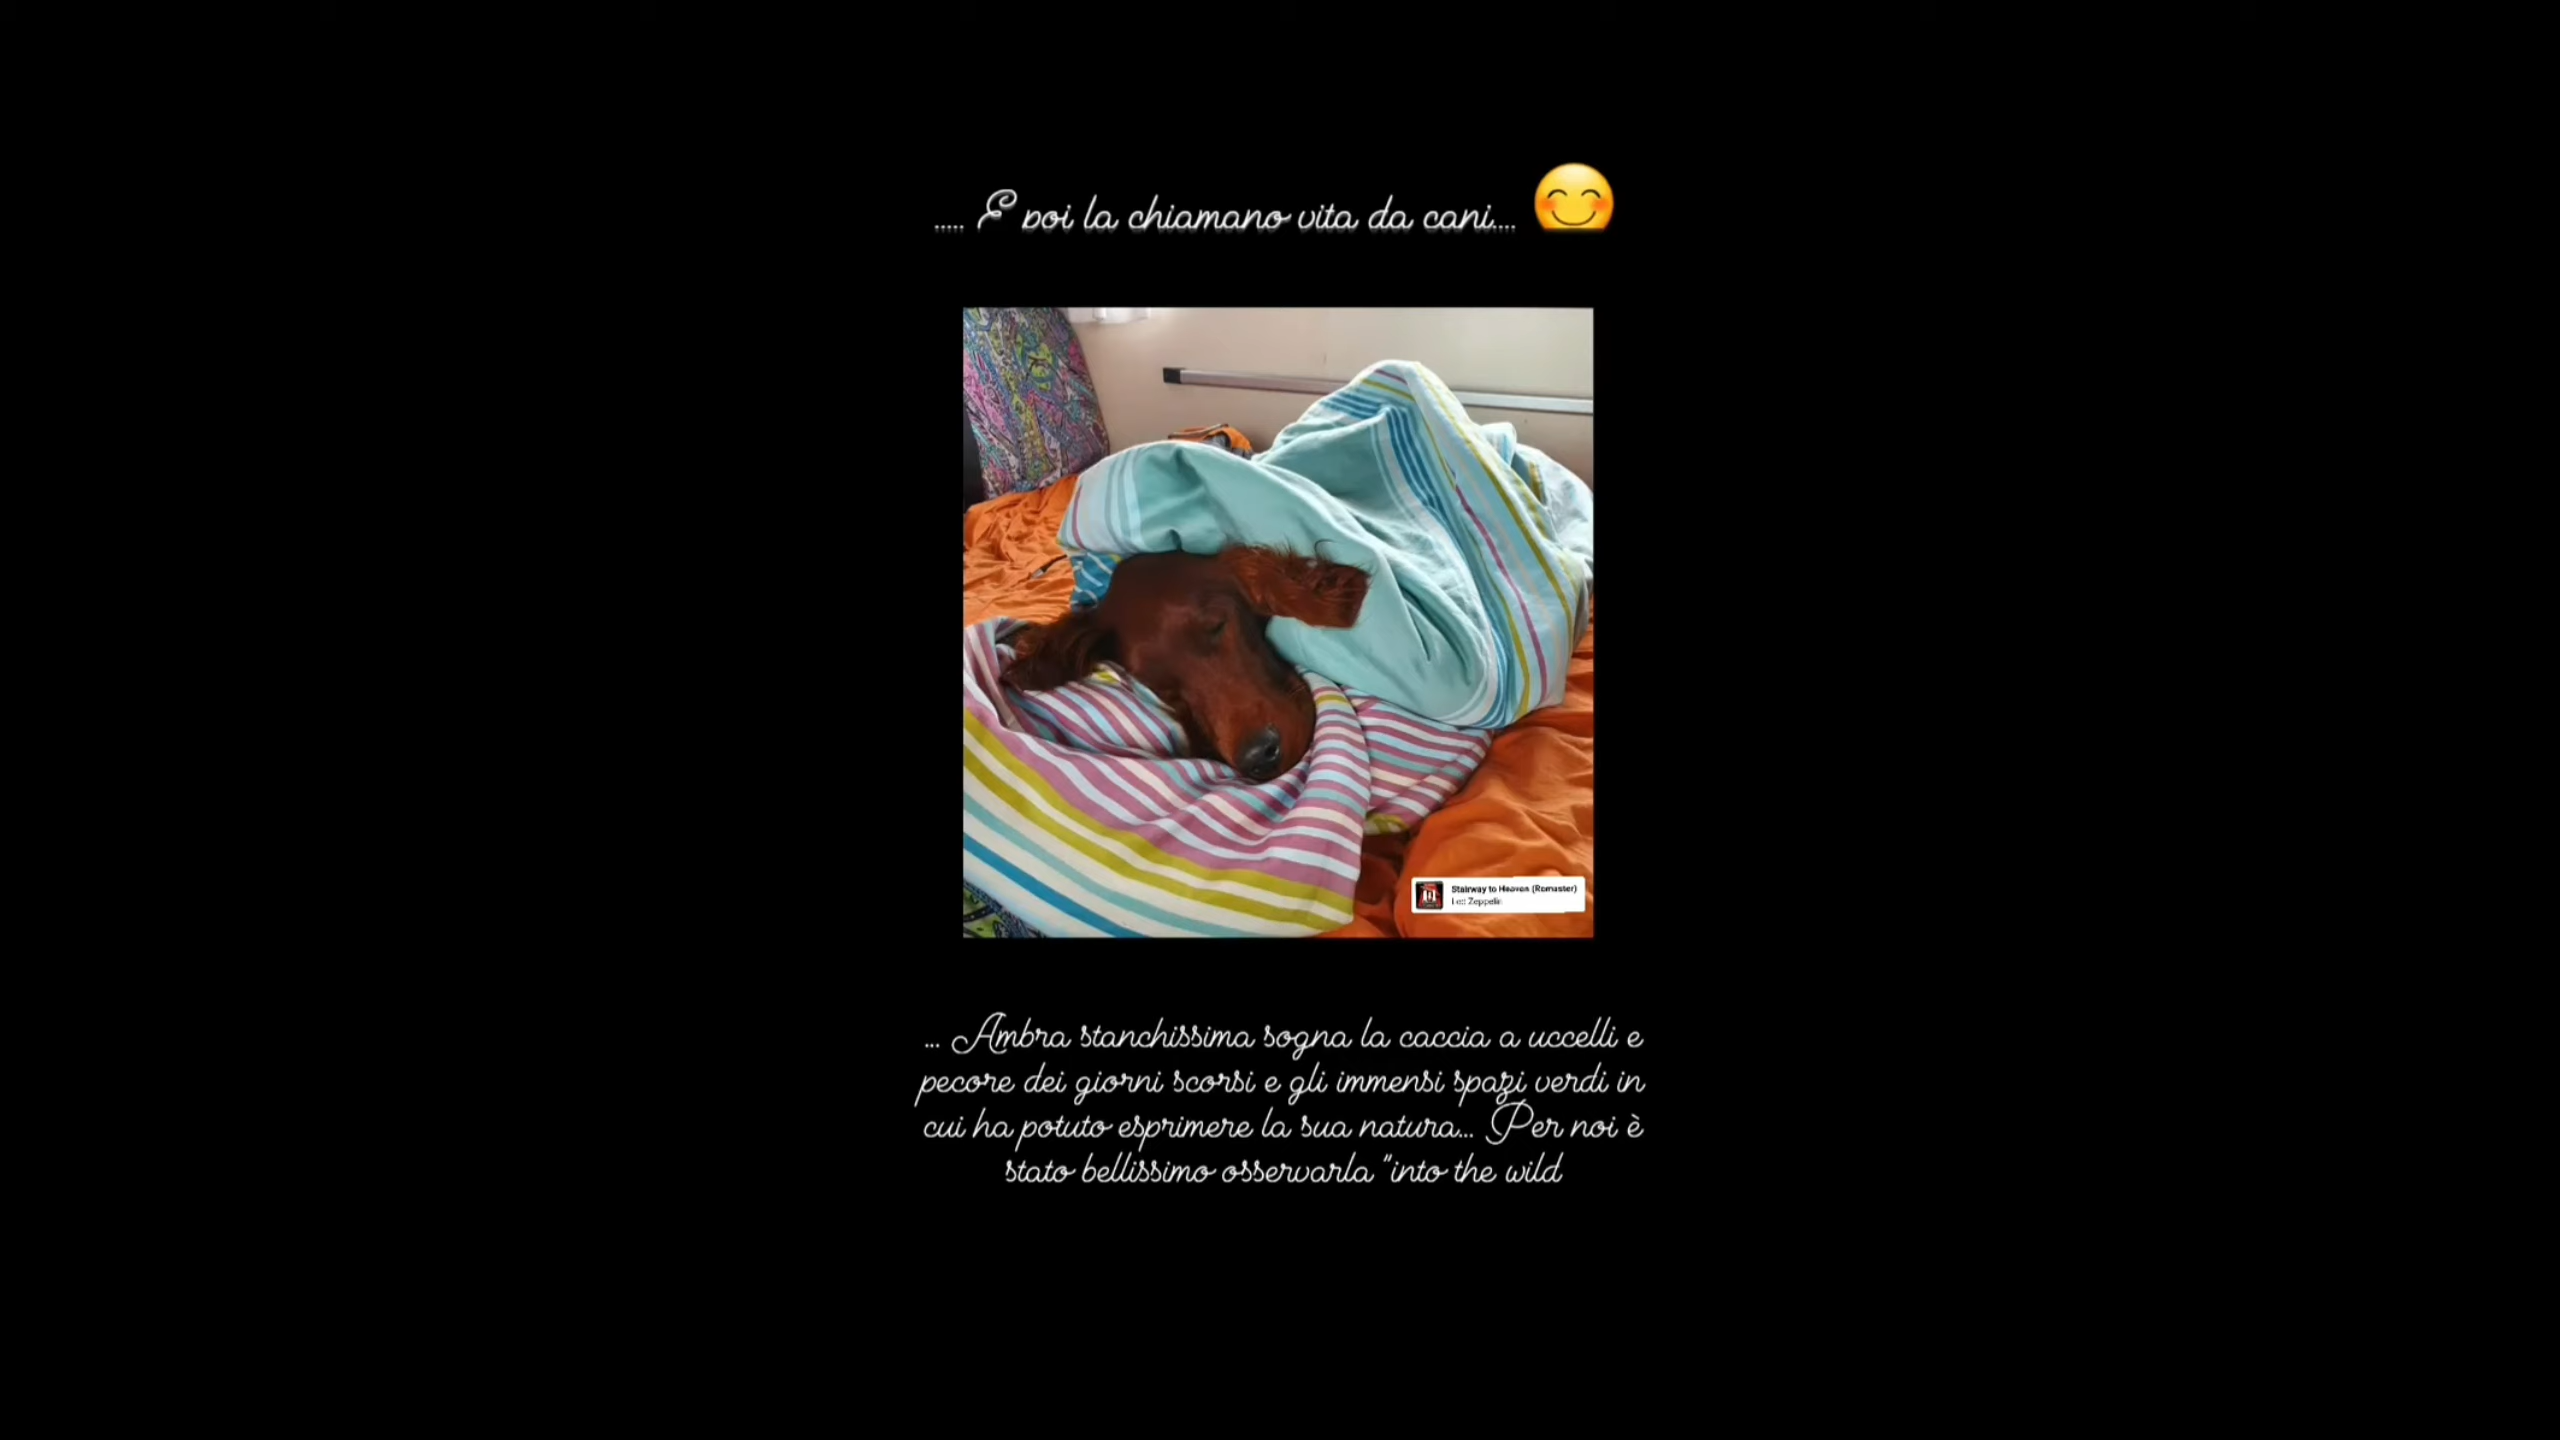 ..... E poi la chiamano vita da cani.... 😊
Stairway to Heaven (Remaster)
Led Zeppelin
... Ambra stanchissima sogna la caccia a uccelli e
pecore dei giorni scorsi e gli immensi spazi verdi in
cui ha potuto esprimere la sua natura... Per noi è
stato bellissimo osservarla "into the wild